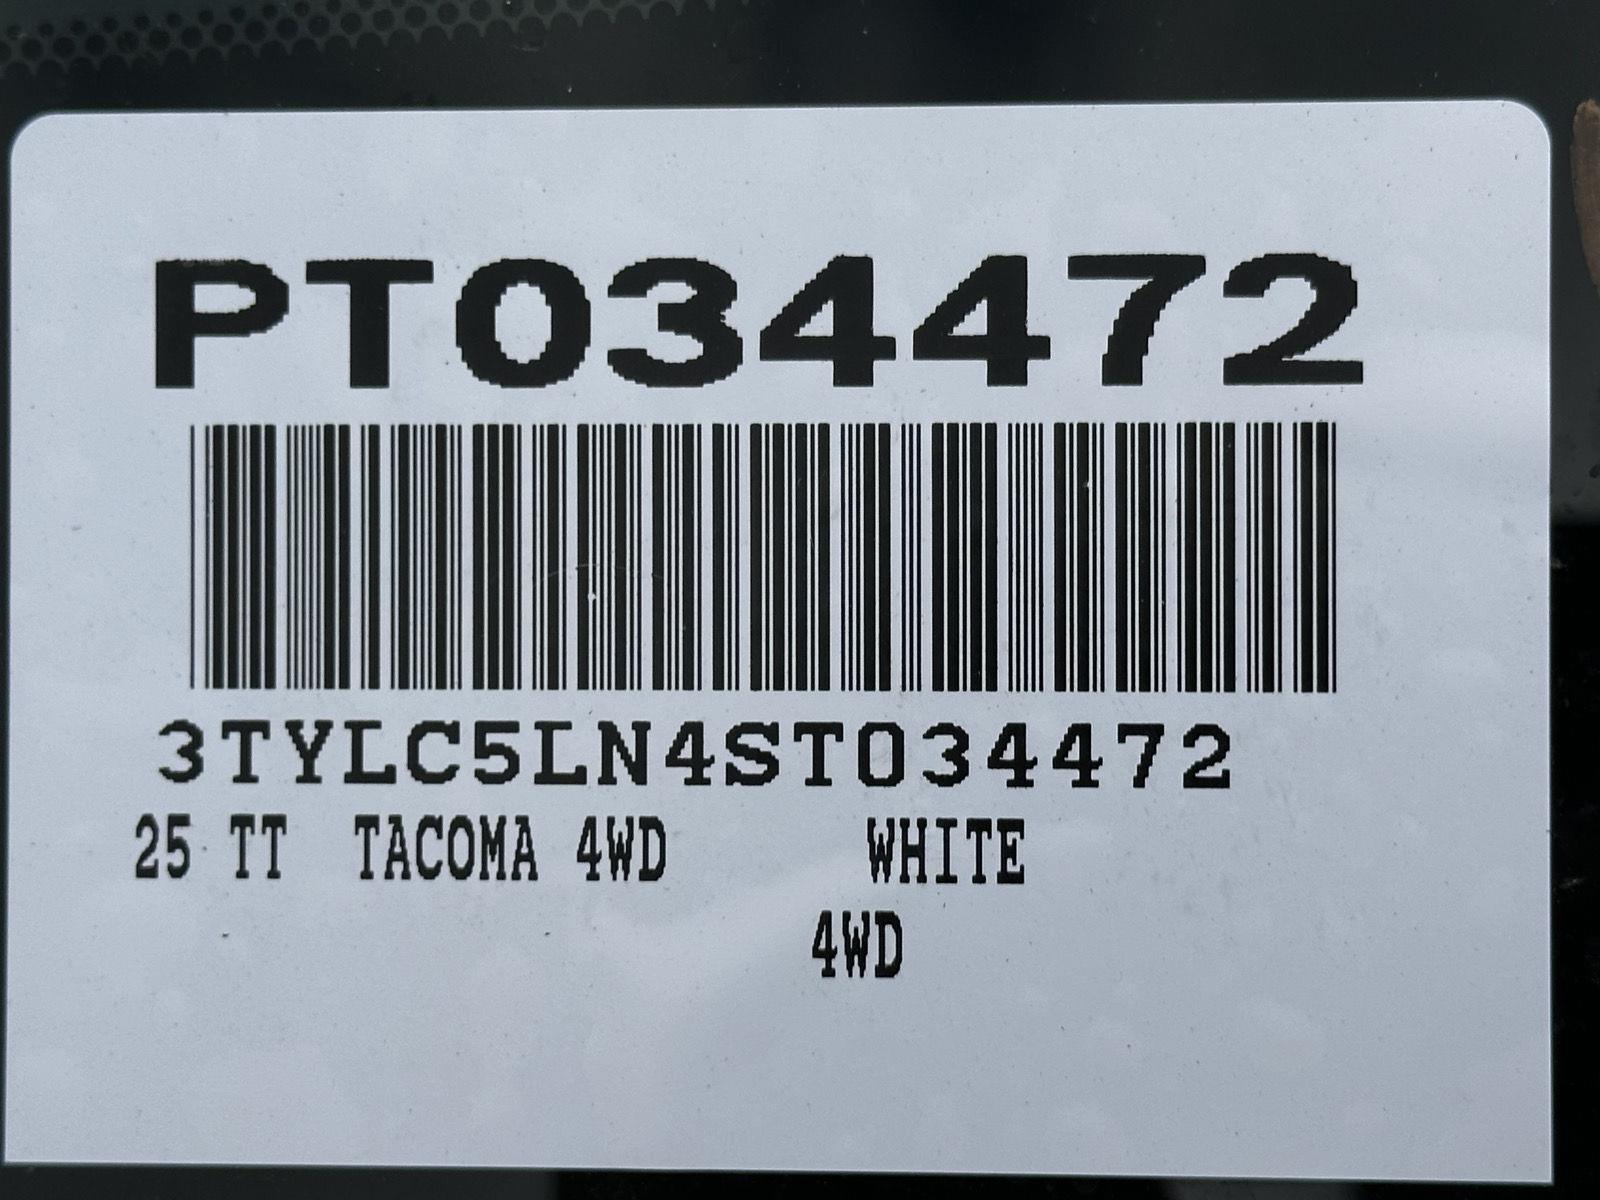 PT034472
3TYLC5LN4ST034472
25 TT TACOMA 4WD WHITE
4WD